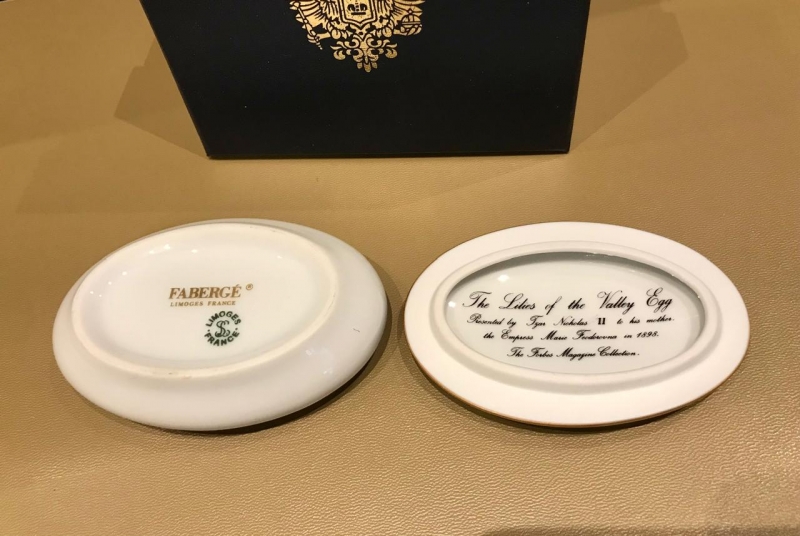 FABERGÉ ®
LIMOGES FRANCE
LIMOGES
FRANCE
The Lilies of the Valley Egg
Presented by Tzar Nicholas II to his mother
the Empress Marie Feodorovna in 1898.
The Forbes Magazine Collection.